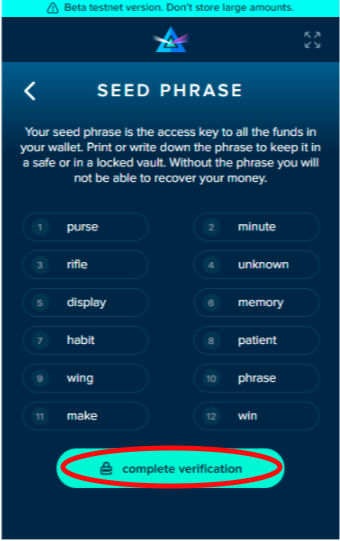 Beta testnet version. Don't store large amounts.
SEED PHRASE
Your seed phrase is the access key to all the funds in
your wallet. Print or write down the phrase to keep it in
a safe or in a locked vault. Without the phrase you will
not be able to recover your money.
1 purse 2 minute
3 rifle 4 unknown
5 display 6 memory
7 habit 8 patient
9 wing 10 phrase
11 make 12 win
complete verification